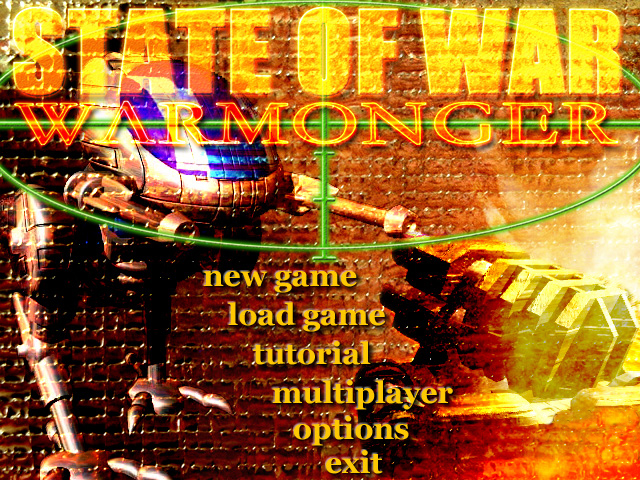 STATE OF WAR
WARMONGER
new game
load game
tutorial
multiplayer
options
exit